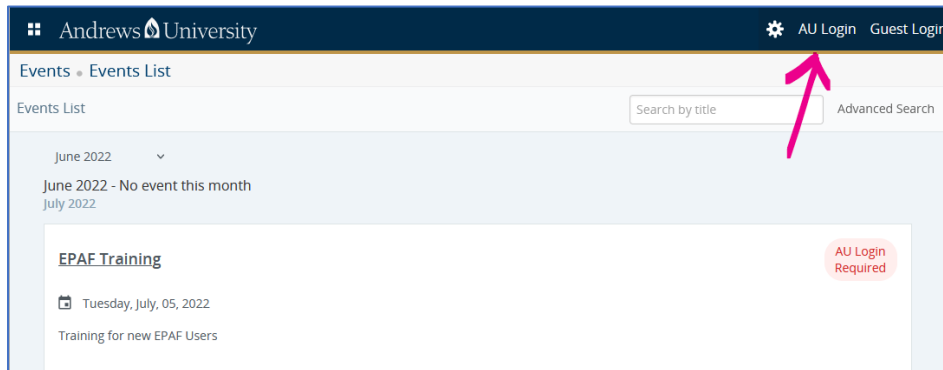 Andrews University AU Login Guest Login
Events • Events List
Events List Search by title Advanced Search
June 2022
June 2022 - No event this month
July 2022
EPAF Training
AU Login
Required
Tuesday, July, 05, 2022
Training for new EPAF Users